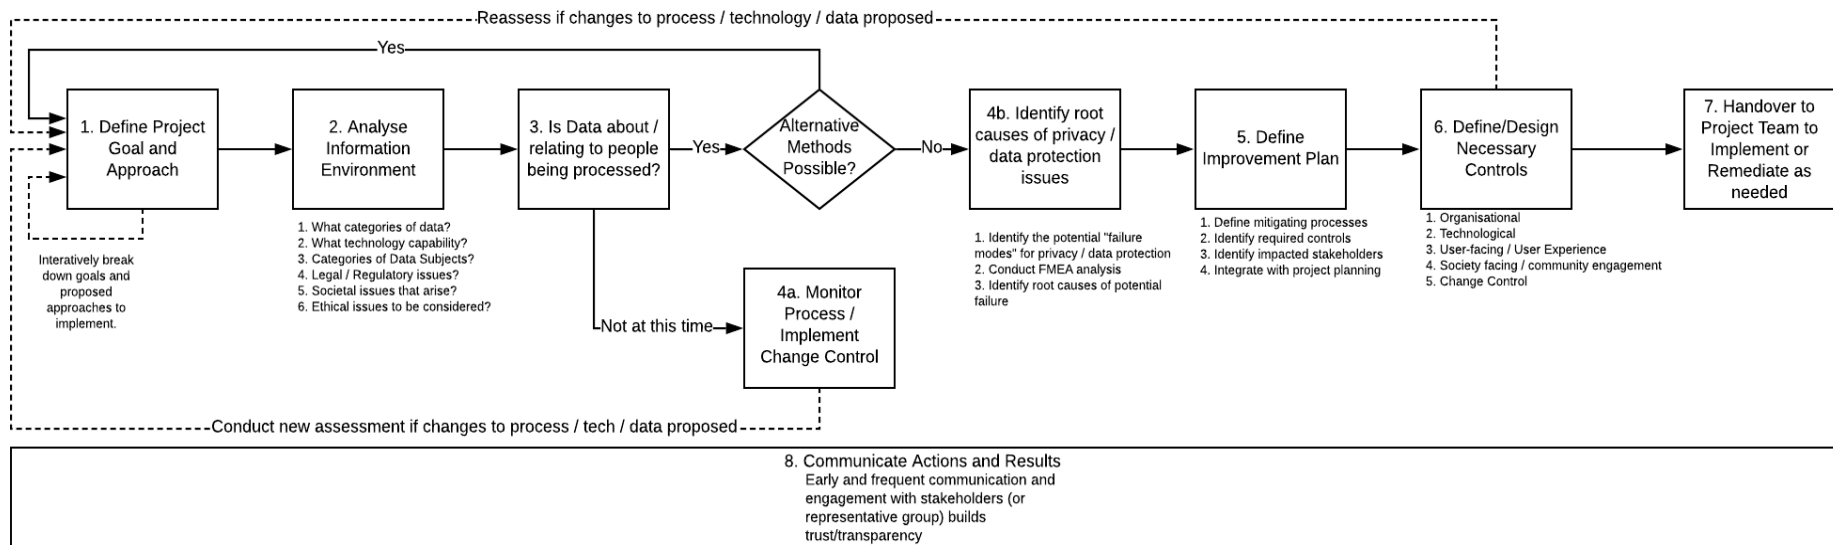 Reassess if changes to process / technology / data proposed
Yes
1. Define Project
Goal and
Approach
2. Analyse
Information
Environment
3. Is Data about /
relating to people
being processed?
Yes
Alternative
Methods
Possible?
No
4b. Identify root
causes of privacy /
data protection
issues
5. Define
Improvement Plan
6. Define/Design
Necessary
Controls
7. Handover to
Project Team to
Implement or
Remediate as
needed
Interatively break
down goals and
proposed
approaches to
implement.
1. What categories of data?
2. What technology capability?
3. Categories of Data Subjects?
4. Legal / Regulatory issues?
5. Societal issues that arise?
6. Ethical issues to be considered?
Not at this time
4a. Monitor
Process /
Implement
Change Control
1. Identify the potential "failure
modes" for privacy / data protection
2. Conduct FMEA analysis
3. Identify root causes of potential
failure
1. Define mitigating processes
2. Identify required controls
3. Identify impacted stakeholders
4. Integrate with project planning
1. Organisational
2. Technological
3. User-facing / User Experience
4. Society facing / community engagement
5. Change Control
Conduct new assessment if changes to process / tech / data proposed
8. Communicate Actions and Results
Early and frequent communication and
engagement with stakeholders (or
representative group) builds
trust/transparency